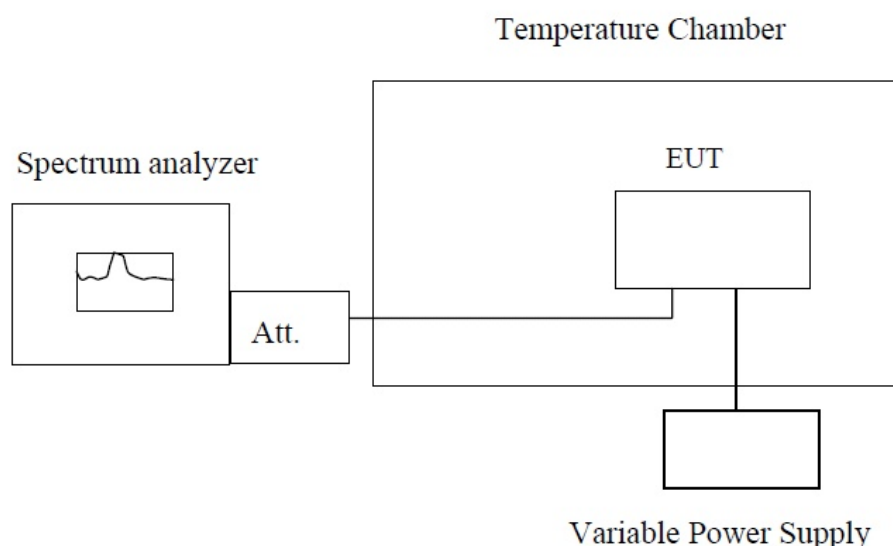 Temperature Chamber
Spectrum analyzer
EUT
Att.
Variable Power Supply